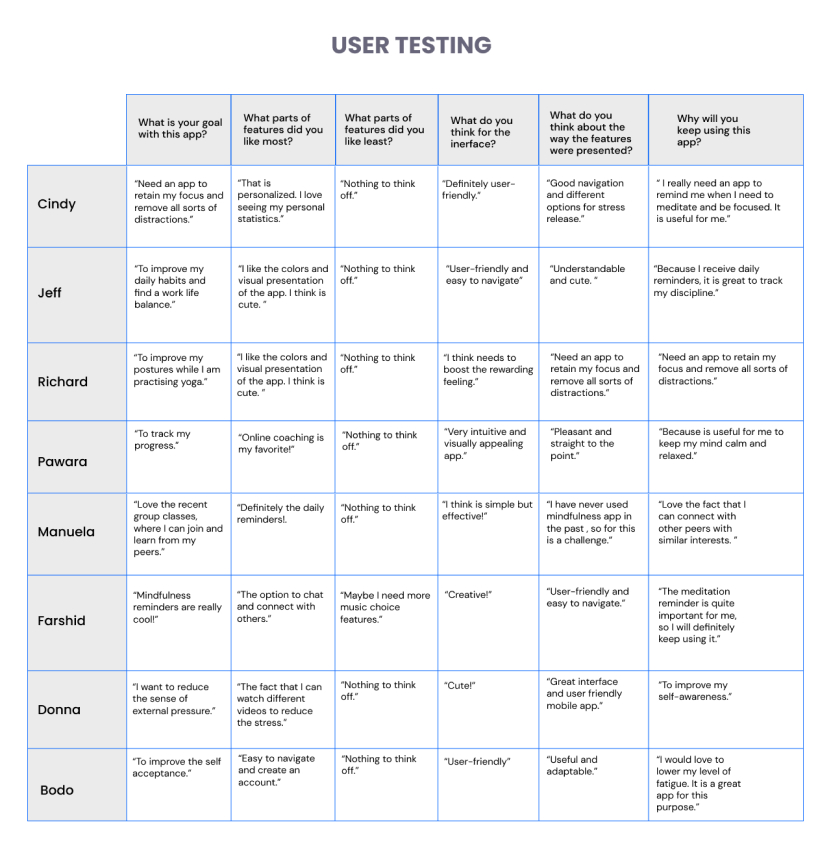 USER TESTING
What is your goal
with this app?
What parts of
features did you
like most?
What parts of
features did you
like least?
What do you
think for the
inerface?
What do you
think about the
way the features
were presented?
Why will you
keep using this
app?
Cindy
“Need an app to
retain my focus and
remove all sorts of
distractions.”
“That is
personalized. I love
seeing my personal
statistics.”
“Nothing to think
off.”
“Definitely user-
friendly.”
“Good navigation
and different
options for stress
release.”
“ I really need an app to
remind me when I need to
meditate and be focused. It
is useful for me.”
Jeff
“To improve my
daily habits and
find a work life
balance.”
“I like the colors and
visual presentation
of the app. I think is
cute. ”
“Nothing to think
off.”
“User-friendly and
easy to navigate”
“Understandable
and cute. ”
“Because I receive daily
reminders, it is great to track
my discipline.”
Richard
“To improve my
postures while I am
practising yoga.”
“I like the colors and
visual presentation
of the app. I think is
cute. ”
“Nothing to think
off.”
“I think needs to
boost the rewarding
feeling.”
“Need an app to
retain my focus and
remove all sorts of
distractions.”
“Need an app to retain my
focus and remove all sorts of
distractions.”
Pawara
“To track my
progress.”
“Online coaching is
my favorite!”
“Nothing to think
off.”
“Very intuitive and
visually appealing
app.”
“Pleasant and
straight to the
point.”
“Because is useful for me to
keep my mind calm and
relaxed.”
Manuela
“Love the recent
group classes,
where I can join and
learn from my
peers.”
“Definitely the daily
reminders!.
“Nothing to think
off.”
“I think is simple but
effective!”
“I have never used
mindfulness app in
the past , so for this
is a challenge.”
“Love the fact that I
can connect with
other peers with
similar interests. ”
Farshid
“Mindfulness
reminders are really
cool!”
“The option to chat
and connect with
others.”
“Maybe I need more
music choice
features.”
“Creative!”
“User-friendly and
easy to navigate.”
“The meditation
reminder is quite
important for me,
so I will definitely
keep using it.”
Donna
“I want to reduce
the sense of
external pressure.”
“The fact that I can
watch different
videos to reduce
the stress.”
“Nothing to think
off.”
“Cute!”
“Great interface
and user friendly
mobile app.”
“To improve my
self-awareness.”
Bodo
“To improve the self
acceptance.”
“Easy to navigate
and create an
account.”
“Nothing to think
off.”
“User-friendly”
“Useful and
adaptable.”
“I would love to
lower my level of
fatigue. It is a great
app for this
purpose.”